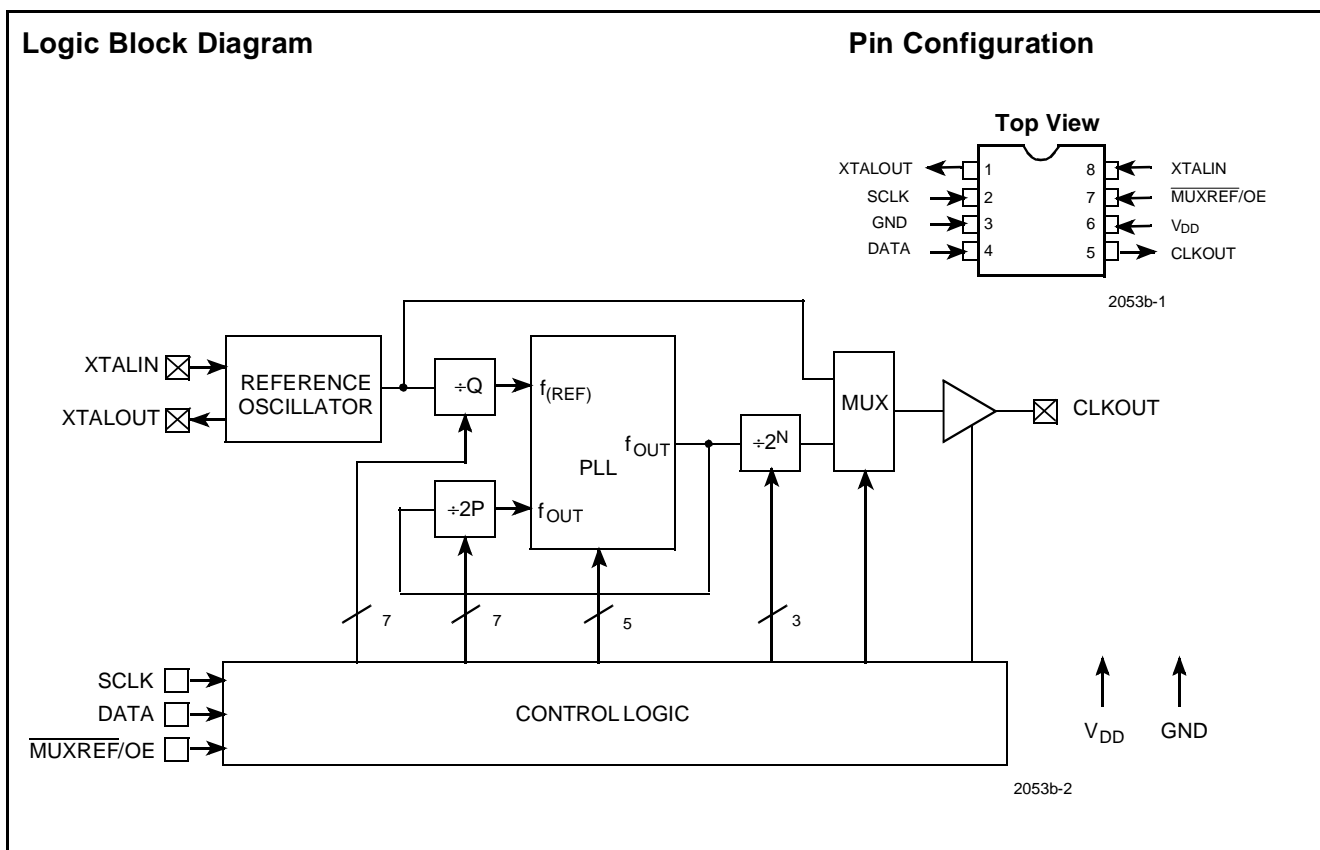 Logic Block Diagram
Pin Configuration
Top View
XTALOUT 1 8 XTALIN
SCLK 2 7 MUXREF/OE
GND 3 6 VDD
DATA 4 5 CLKOUT
2053b-1
XTALIN
XTALOUT
REFERENCE
OSCILLATOR
÷Q
f(REF)
PLL
fOUT
÷2P
fOUT
÷2N
MUX
CLKOUT
7
7
5
3
SCLK
DATA
MUXREF/OE
CONTROL LOGIC
VDD
GND
2053b-2